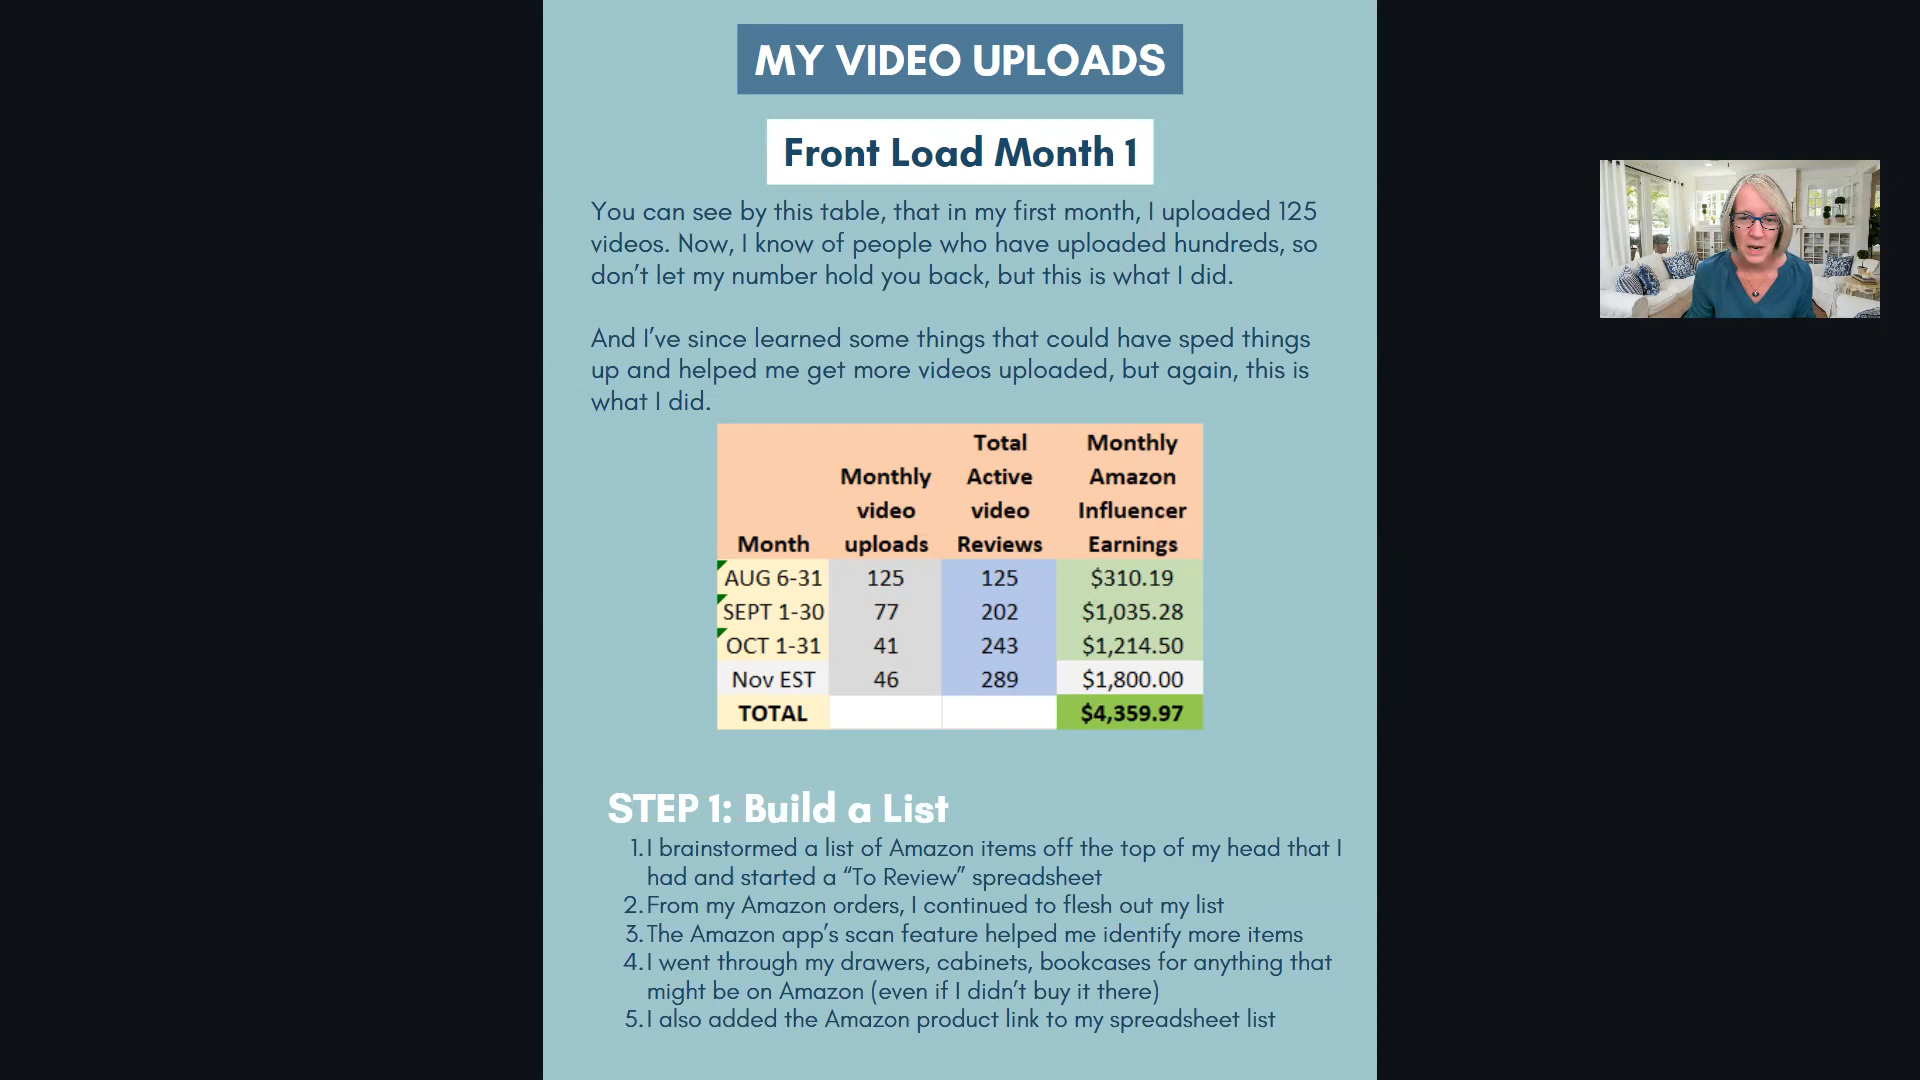 MY VIDEO UPLOADS
Front Load Month 1
You can see by this table, that in my first month, I uploaded 125
videos. Now, I know of people who have uploaded hundreds, so
don't let my number hold you back, but this is what I did.
And I've since learned some things that could have sped things
up and helped me get more videos uploaded, but again, this is
what I did.
Month Monthly video uploads Total Active video Reviews Monthly Amazon Influencer Earnings
AUG 6-31 125 125 $310.19
SEPT 1-30 77 202 $1,035.28
OCT 1-31 41 243 $1,214.50
Nov EST 46 289 $1,800.00
TOTAL $4,359.97
STEP 1: Build a List
1. I brainstormed a list of Amazon items off the top of my head that I
had and started a “To Review” spreadsheet
2. From my Amazon orders, I continued to flesh out my list
3. The Amazon app's scan feature helped me identify more items
4. I went through my drawers, cabinets, bookcases for anything that
might be on Amazon (even if I didn't buy it there)
5. I also added the Amazon product link to my spreadsheet list